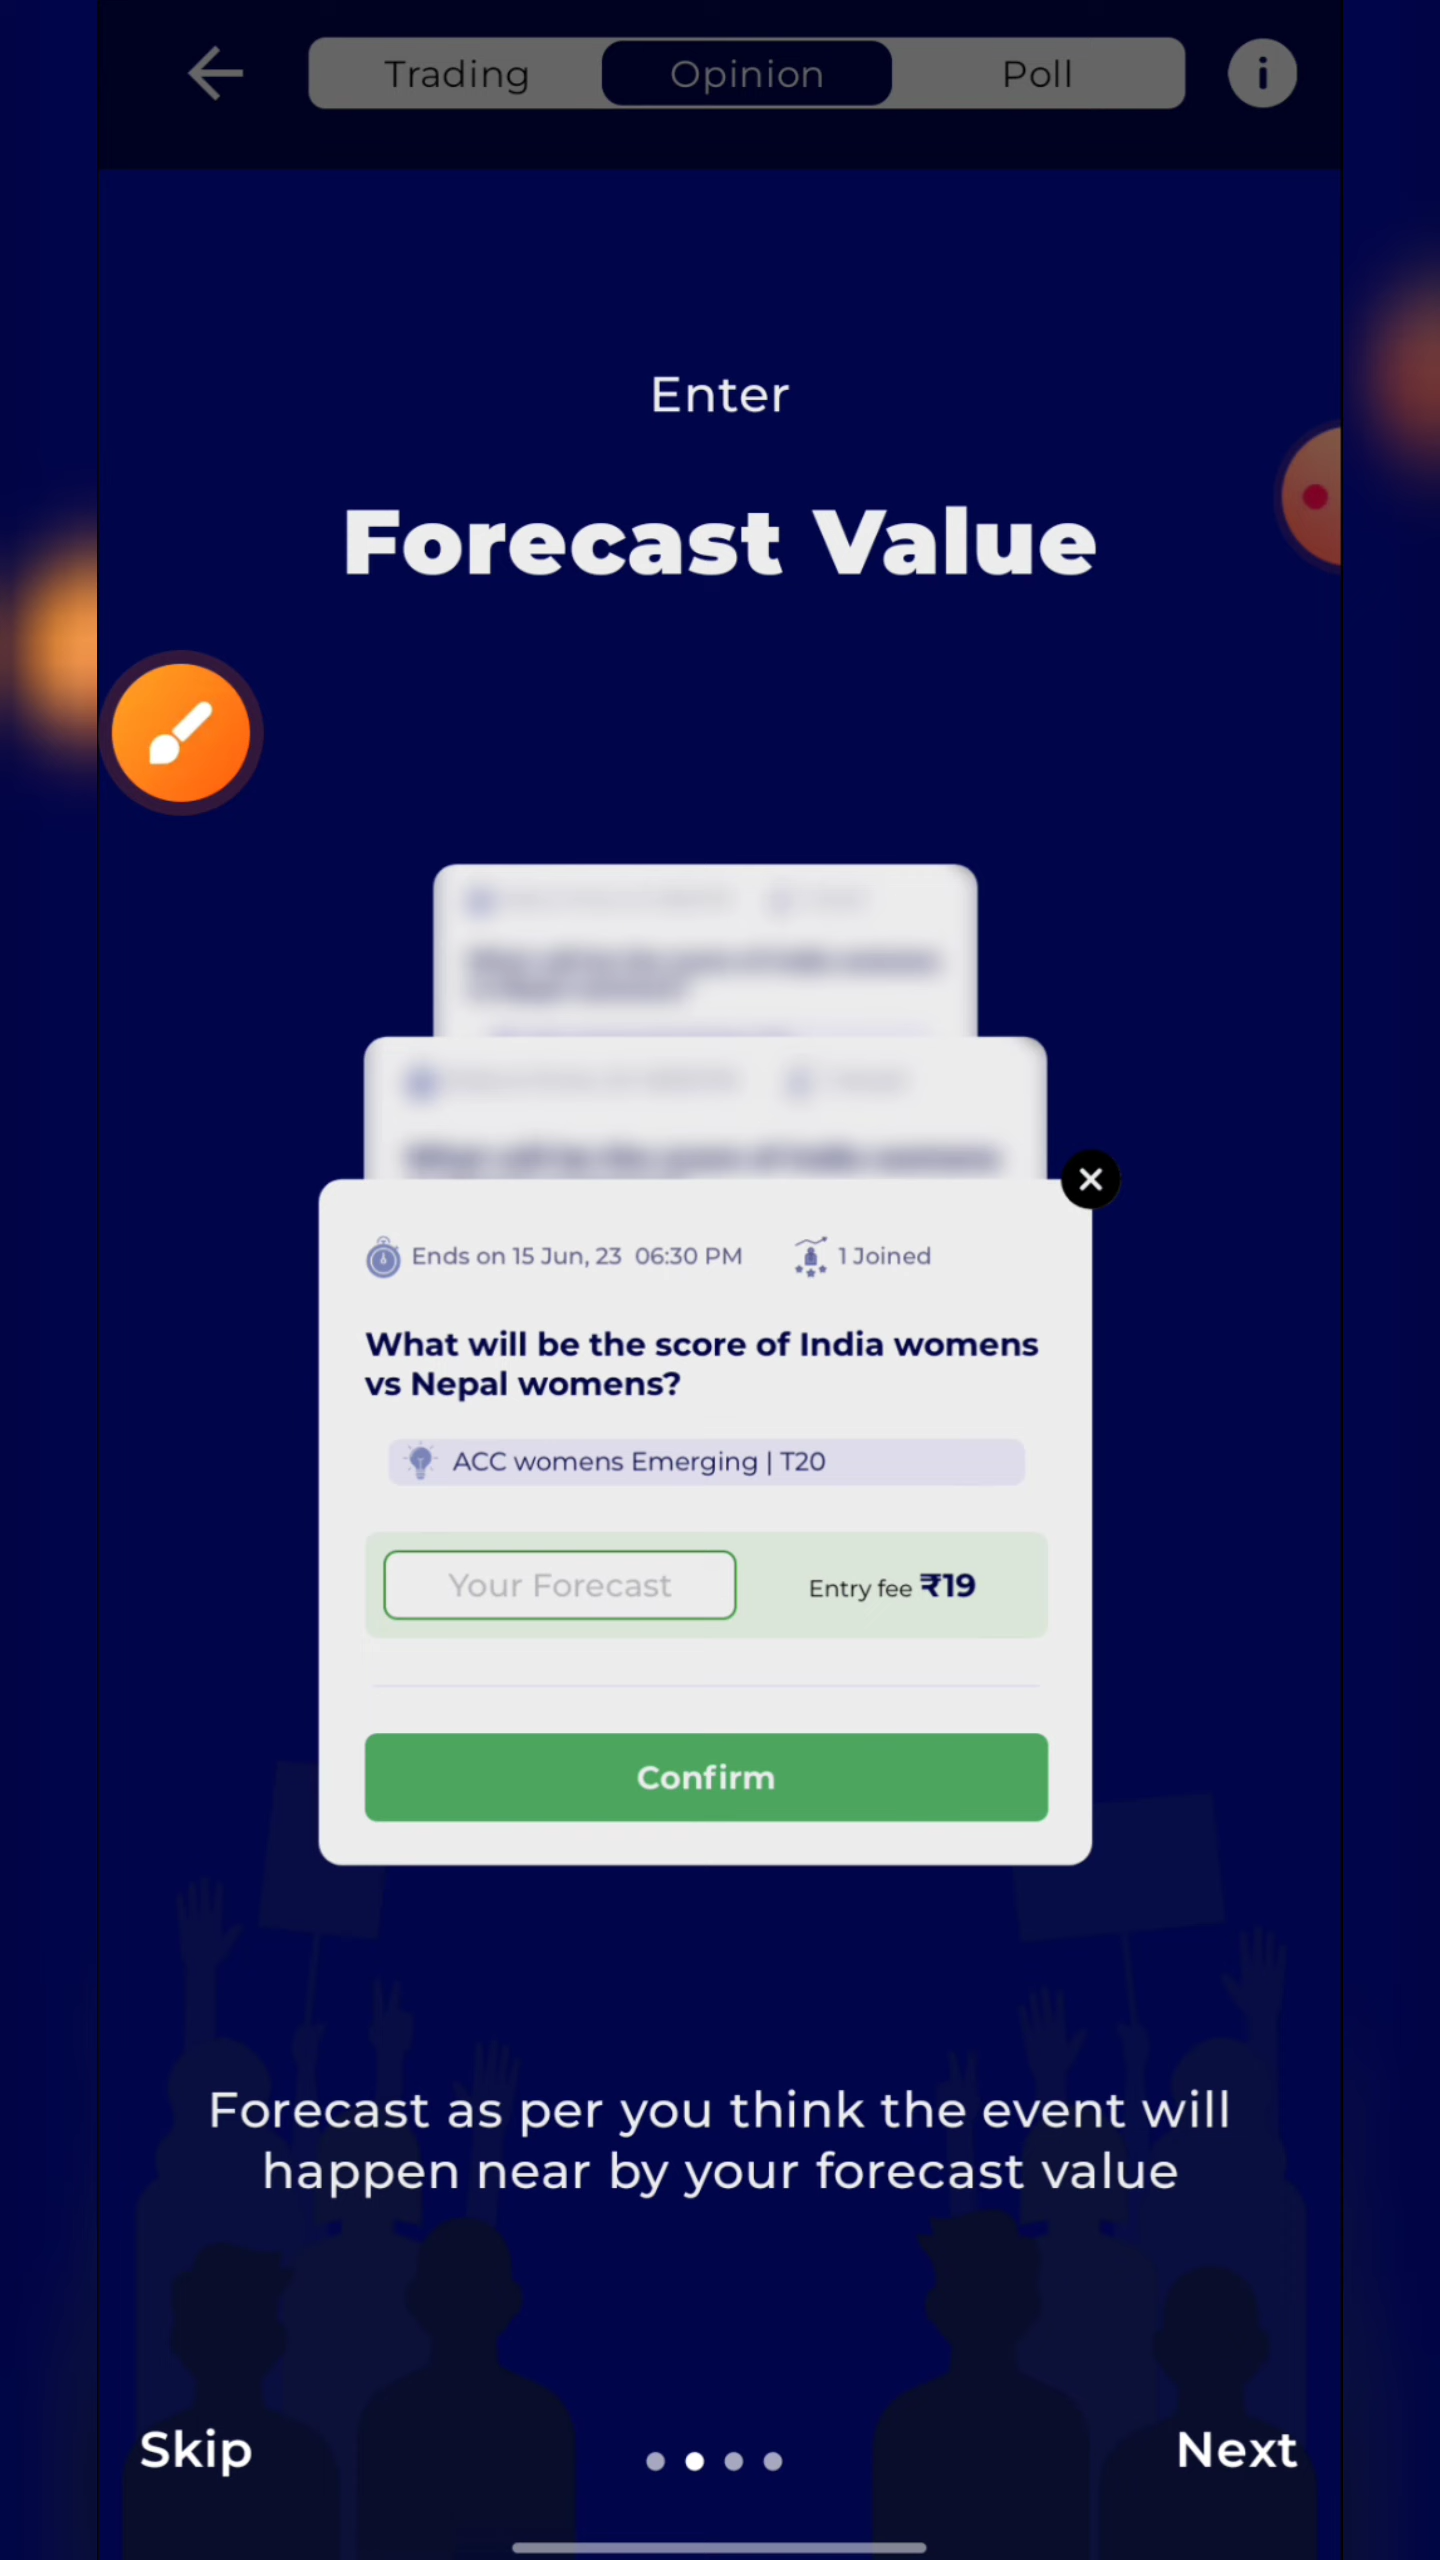 Trading
Opinion
Poll
Enter
Forecast Value
Ends on 15 Jun, 23 06:30 PM
1 Joined
What will be the score of India womens
vs Nepal womens?
ACC womens Emerging | T20
Your Forecast
Entry fee ₹19
Confirm
Forecast as per you think the event will
happen near by your forecast value
Skip
Next